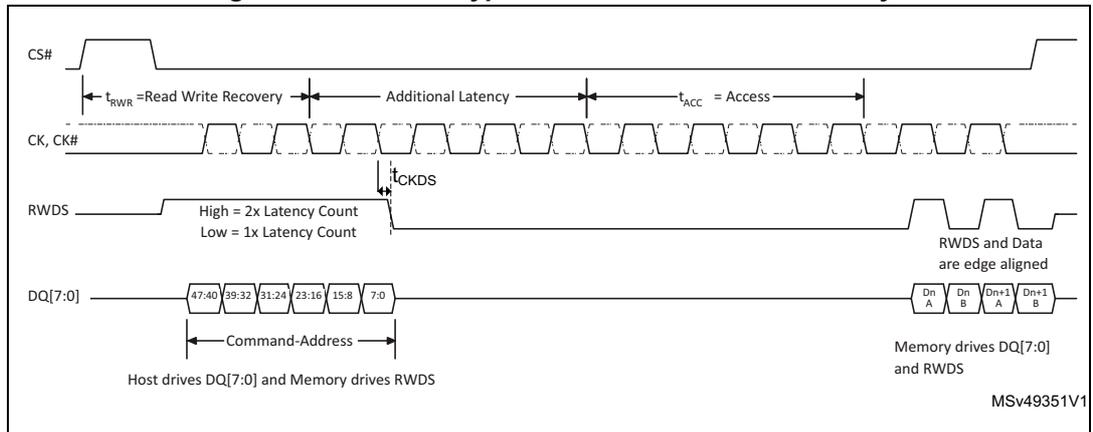 CS#
tRWR =Read Write Recovery
Additional Latency
tACC = Access
CK, CK#
tCKDS
RWDS
High = 2x Latency Count
Low = 1x Latency Count
RWDS and Data
are edge aligned
DQ[7:0]
47:40 39:32 31:24 23:16 15:8 7:0
Dn Dn Dn+1 Dn+1
A B A B
Command-Address
Memory drives DQ[7:0]
and RWDS
Host drives DQ[7:0] and Memory drives RWDS
MSv49351V1